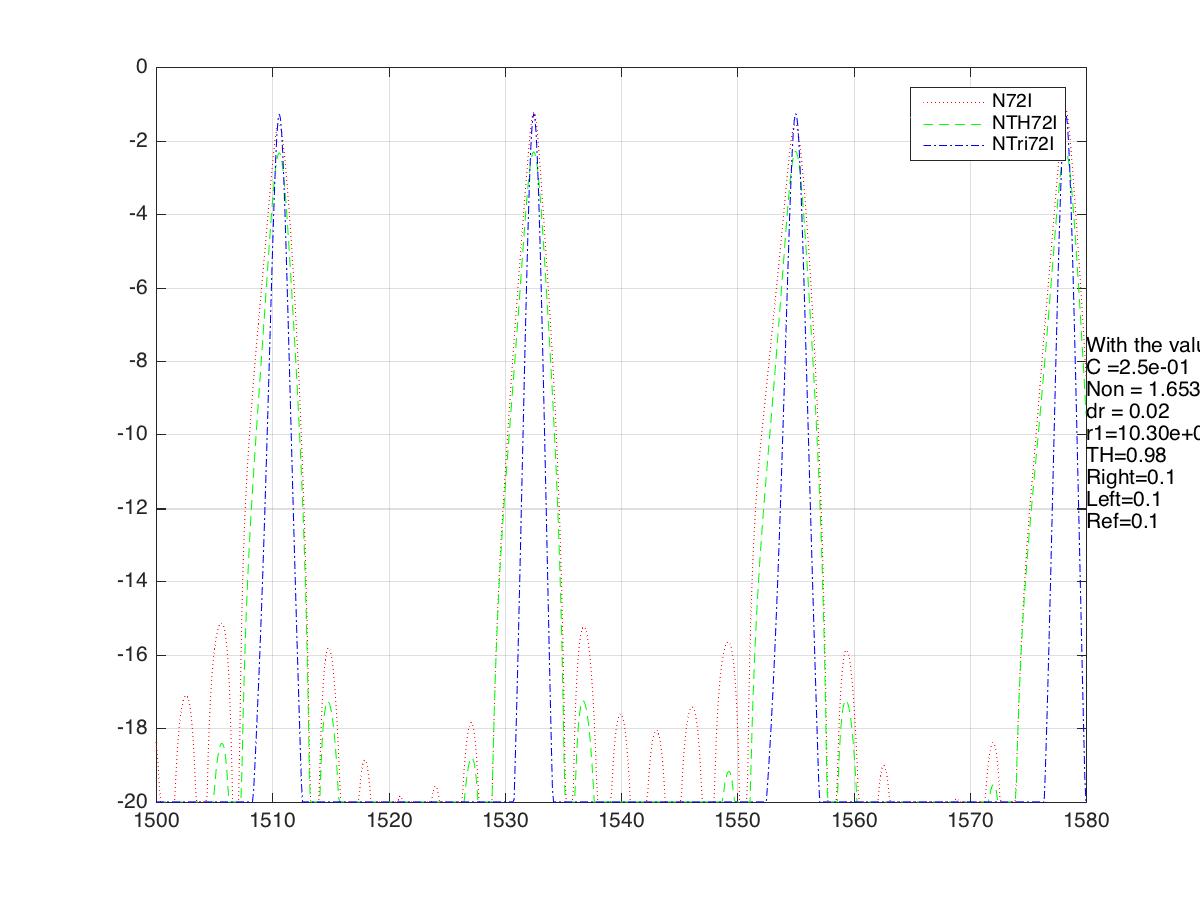 0
-2
-4
-6
-8
-10
-12
-14
-16
-18
-20
1500 1510 1520 1530 1540 1550 1560 1570 1580
N72I
NTH72I
NTri72I
With the valu
C =2.5e-01
Non = 1.653
dr = 0.02
r1=10.30e+0
TH=0.98
Right=0.1
Left=0.1
Ref=0.1